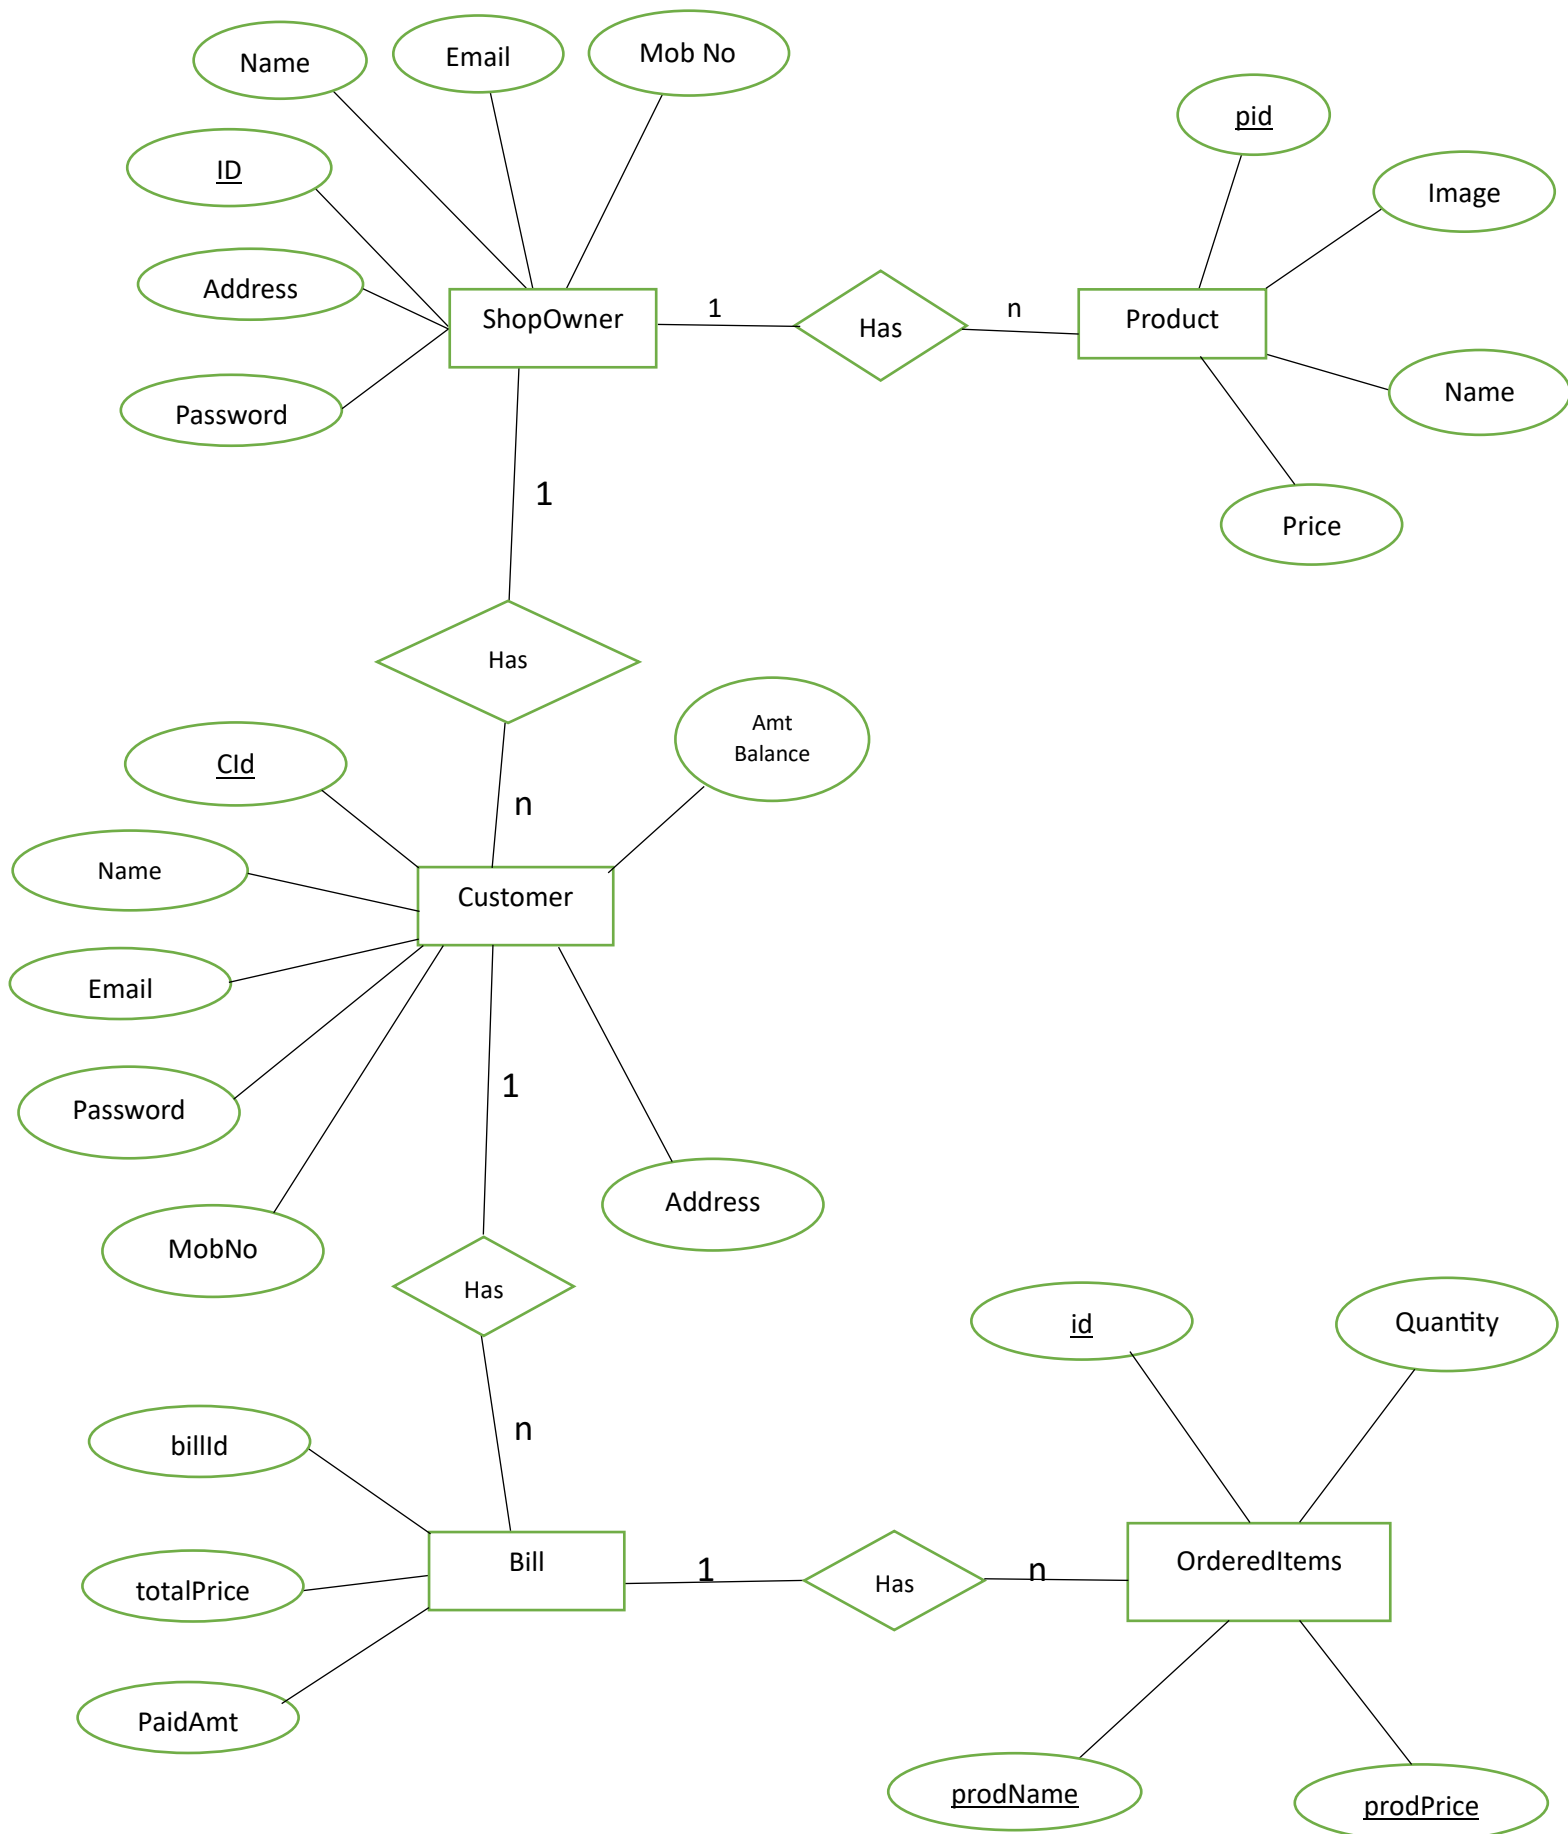 Name
Email
Mob No
pid
ID
Image
Address
ShopOwner
1
Has
n
Product
Password
Name
1
Price
Has
Amt
Balance
CId
n
Name
Customer
Email
Password
1
Address
MobNo
Has
id
Quantity
billId
n
Bill
1
Has
n
OrderedItems
totalPrice
PaidAmt
prodName
prodPrice